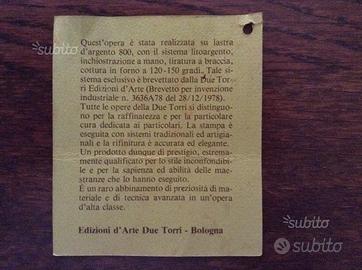 Quest'opera è stata realizzata su lastra
d'argento 800, con il sistema litoargento,
inchiostrazione a mano, tiratura a braccia,
cottura in forno a 120-150 gradi. Tale si-
stema esclusivo è brevettato dalla Due Tor-
ri Edizioni d'Arte (Brevetto per invenzione
industriale n. 3636A78 del 28/12/1978).
Tutte le opere della Due Torri si distinguo-
no per la raffinatezza e per la particolare
cura dedicata ai particolari. La stampa è
eseguita con sistemi tradizionali ed artigia-
nali e la rifinitura è accurata ed elegante.
Un prodotto dunque di prestigio, estrema-
mente qualificato per lo stile inconfondibi-
le e per la sapienza ed abilità delle mae-
stranze che lo hanno eseguito.
È un raro abbinamento di preziosità di ma-
teriale e di tecnica avanzata in un'opera
d'alta classe.
Edizioni d'Arte Due Torri - Bologna
subito
subito
subito